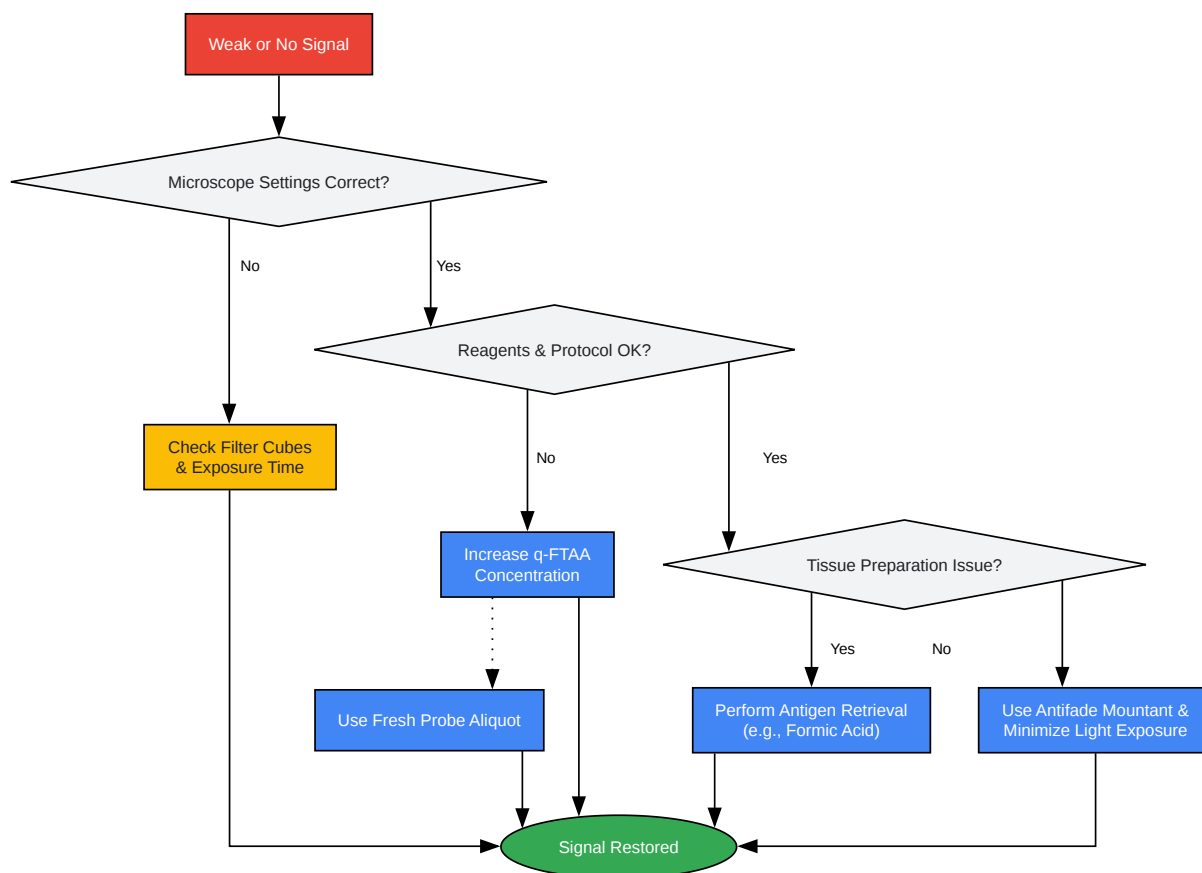 Weak or No Signal
Microscope Settings Correct?
No
Yes
Reagents & Protocol OK?
Check Filter Cubes
& Exposure Time
No
Yes
Increase q-FTAA
Concentration
Tissue Preparation Issue?
Yes
No
Use Fresh Probe Aliquot
Perform Antigen Retrieval
(e.g., Formic Acid)
Use Antifade Mountant &
Minimize Light Exposure
Signal Restored